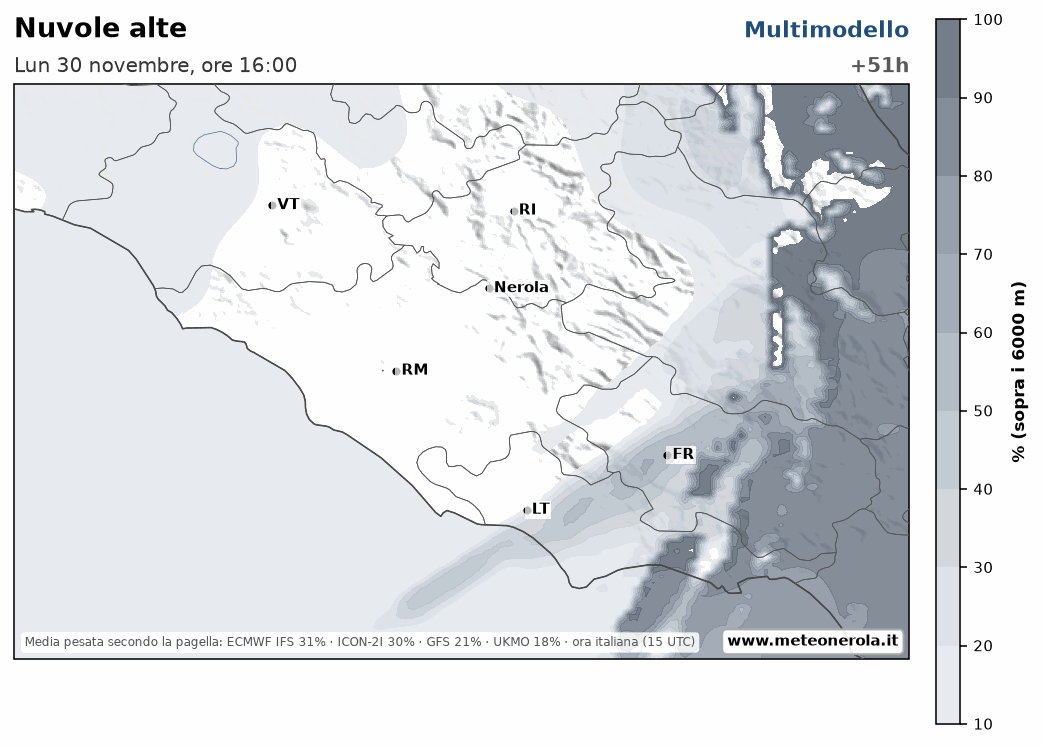 Nuvole alte
Multimodello
Lun 30 novembre, ore 16:00
+51h
100
90
80
70
60
50
40
30
20
10
% (sopra i 6000 m)
VT
RI
Nerola
RM
FR
LT
Media pesata secondo la pagella: ECMWF IFS 31% · ICON-2I 30% · GFS 21% · UKMO 18% · ora italiana (15 UTC)
www.meteonerola.it